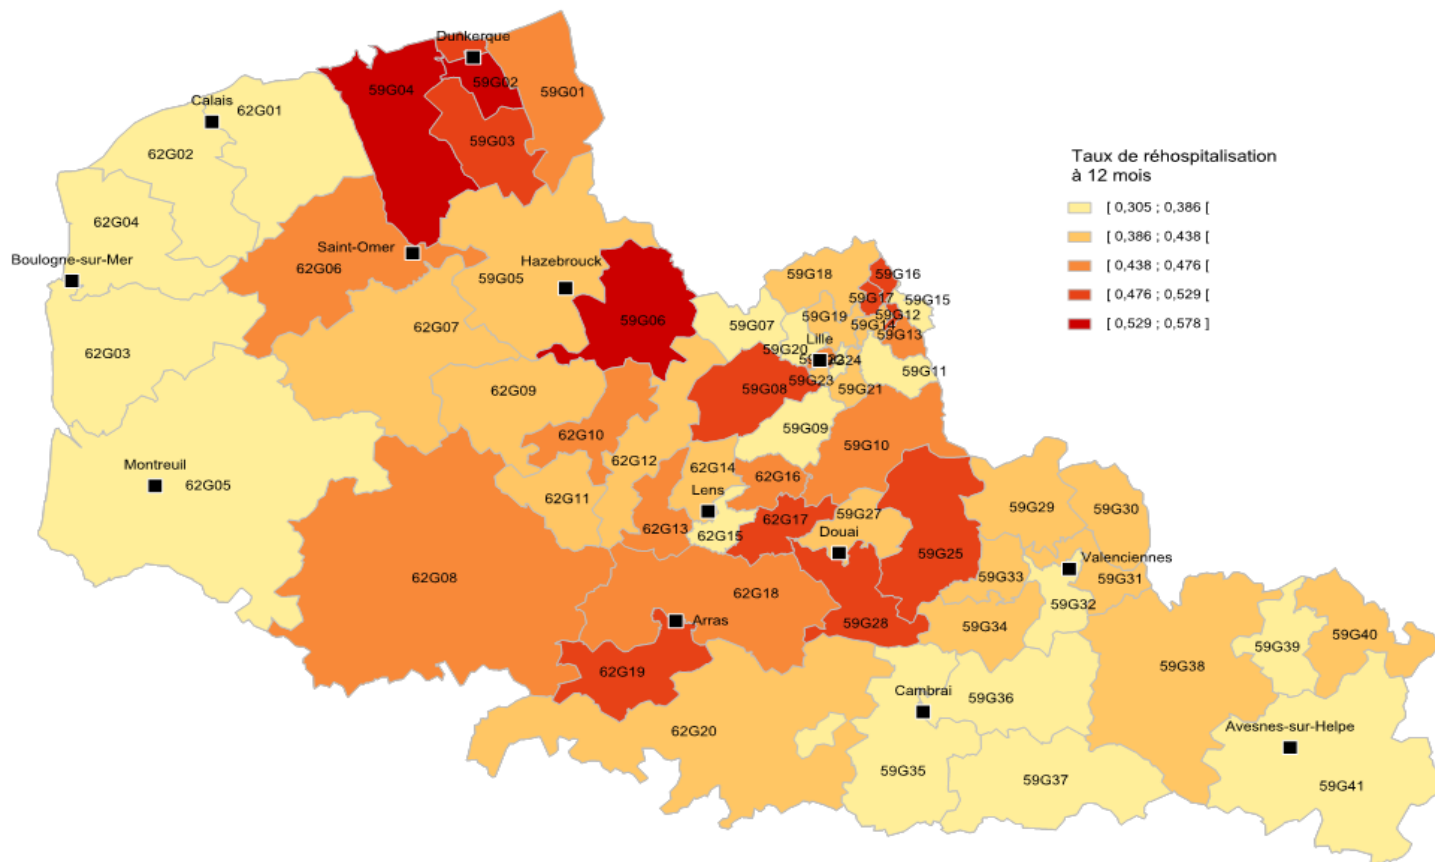 Dunkerque
59G04
59G02
59G01
Calais
62G01
59G03
62G02
Taux de réhospitalisation
à 12 mois
[ 0,305 ; 0,386 [
[ 0,386 ; 0,438 [
[ 0,438 ; 0,476 [
[ 0,476 ; 0,529 [
[ 0,529 ; 0,578 ]
62G04
Saint-Omer
Boulogne-sur-Mer
62G06
59G05
Hazebrouck
59G18
59G16
59G17
59G15
59G06
59G07
59G19
59G12
59G14
59G13
62G07
Lille
59G20
62G03
59G24
59G11
59G23
59G08
59G21
62G09
62G10
59G09
59G10
Montreuil
62G05
62G12
62G14
62G16
62G11
Lens
59G29
59G30
62G13
62G17
59G27
62G15
Douai
59G25
Valenciennes
62G08
59G33
59G31
62G18
59G32
Arras
59G28
59G34
59G40
59G39
62G19
59G38
Cambrai
59G36
62G20
Avesnes-sur-Helpe
59G35
59G37
59G41